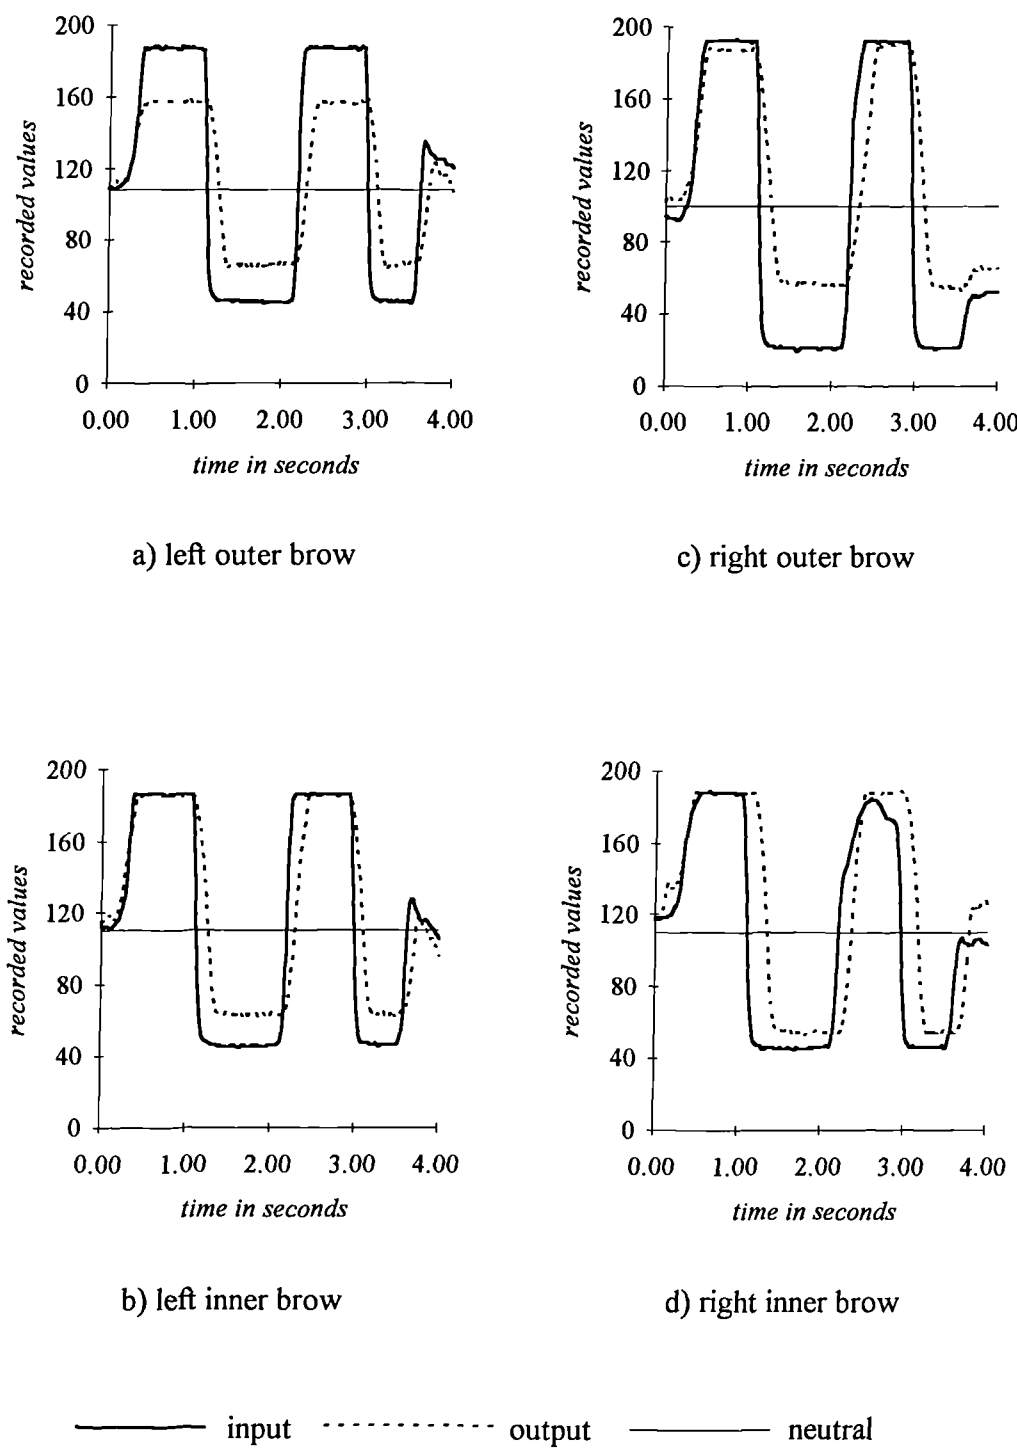 200
160
120
80
40
0
recorded values
0.00 1.00 2.00 3.00 4.00
time in seconds
a) left outer brow
200
160
120
80
40
0
recorded values
0.00 1.00 2.00 3.00 4.00
time in seconds
c) right outer brow
200
160
120
80
40
0
recorded values
0.00 1.00 2.00 3.00 4.00
time in seconds
b) left inner brow
200
160
120
80
40
0
recorded values
0.00 1.00 2.00 3.00 4.00
time in seconds
d) right inner brow
input output neutral